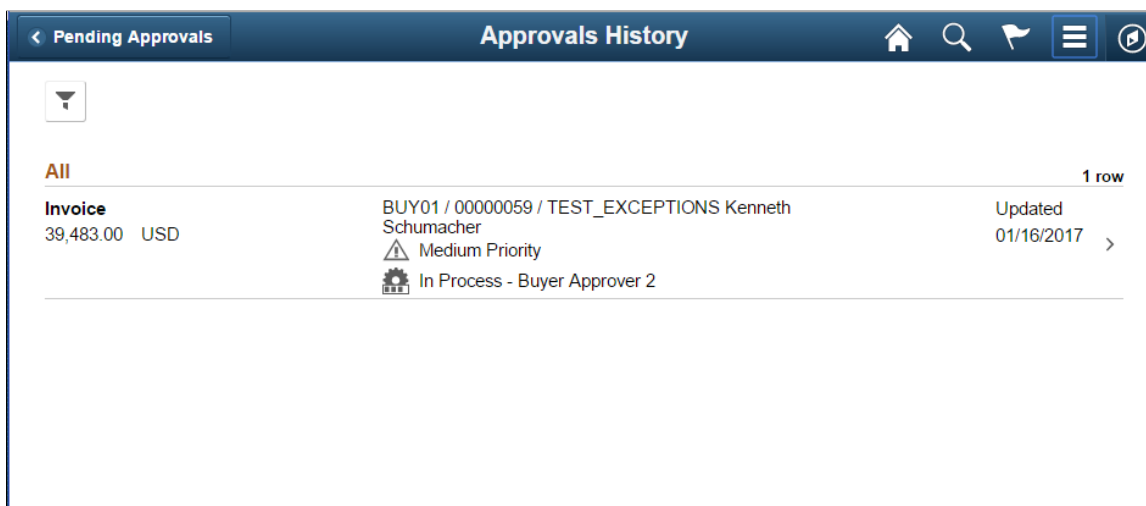 Pending Approvals
Approvals History
All
1 row
Invoice
BUY01 / 00000059 / TEST_EXCEPTIONS Kenneth
Schumacher
Updated
39,483.00 USD
01/16/2017
Medium Priority
In Process - Buyer Approver 2